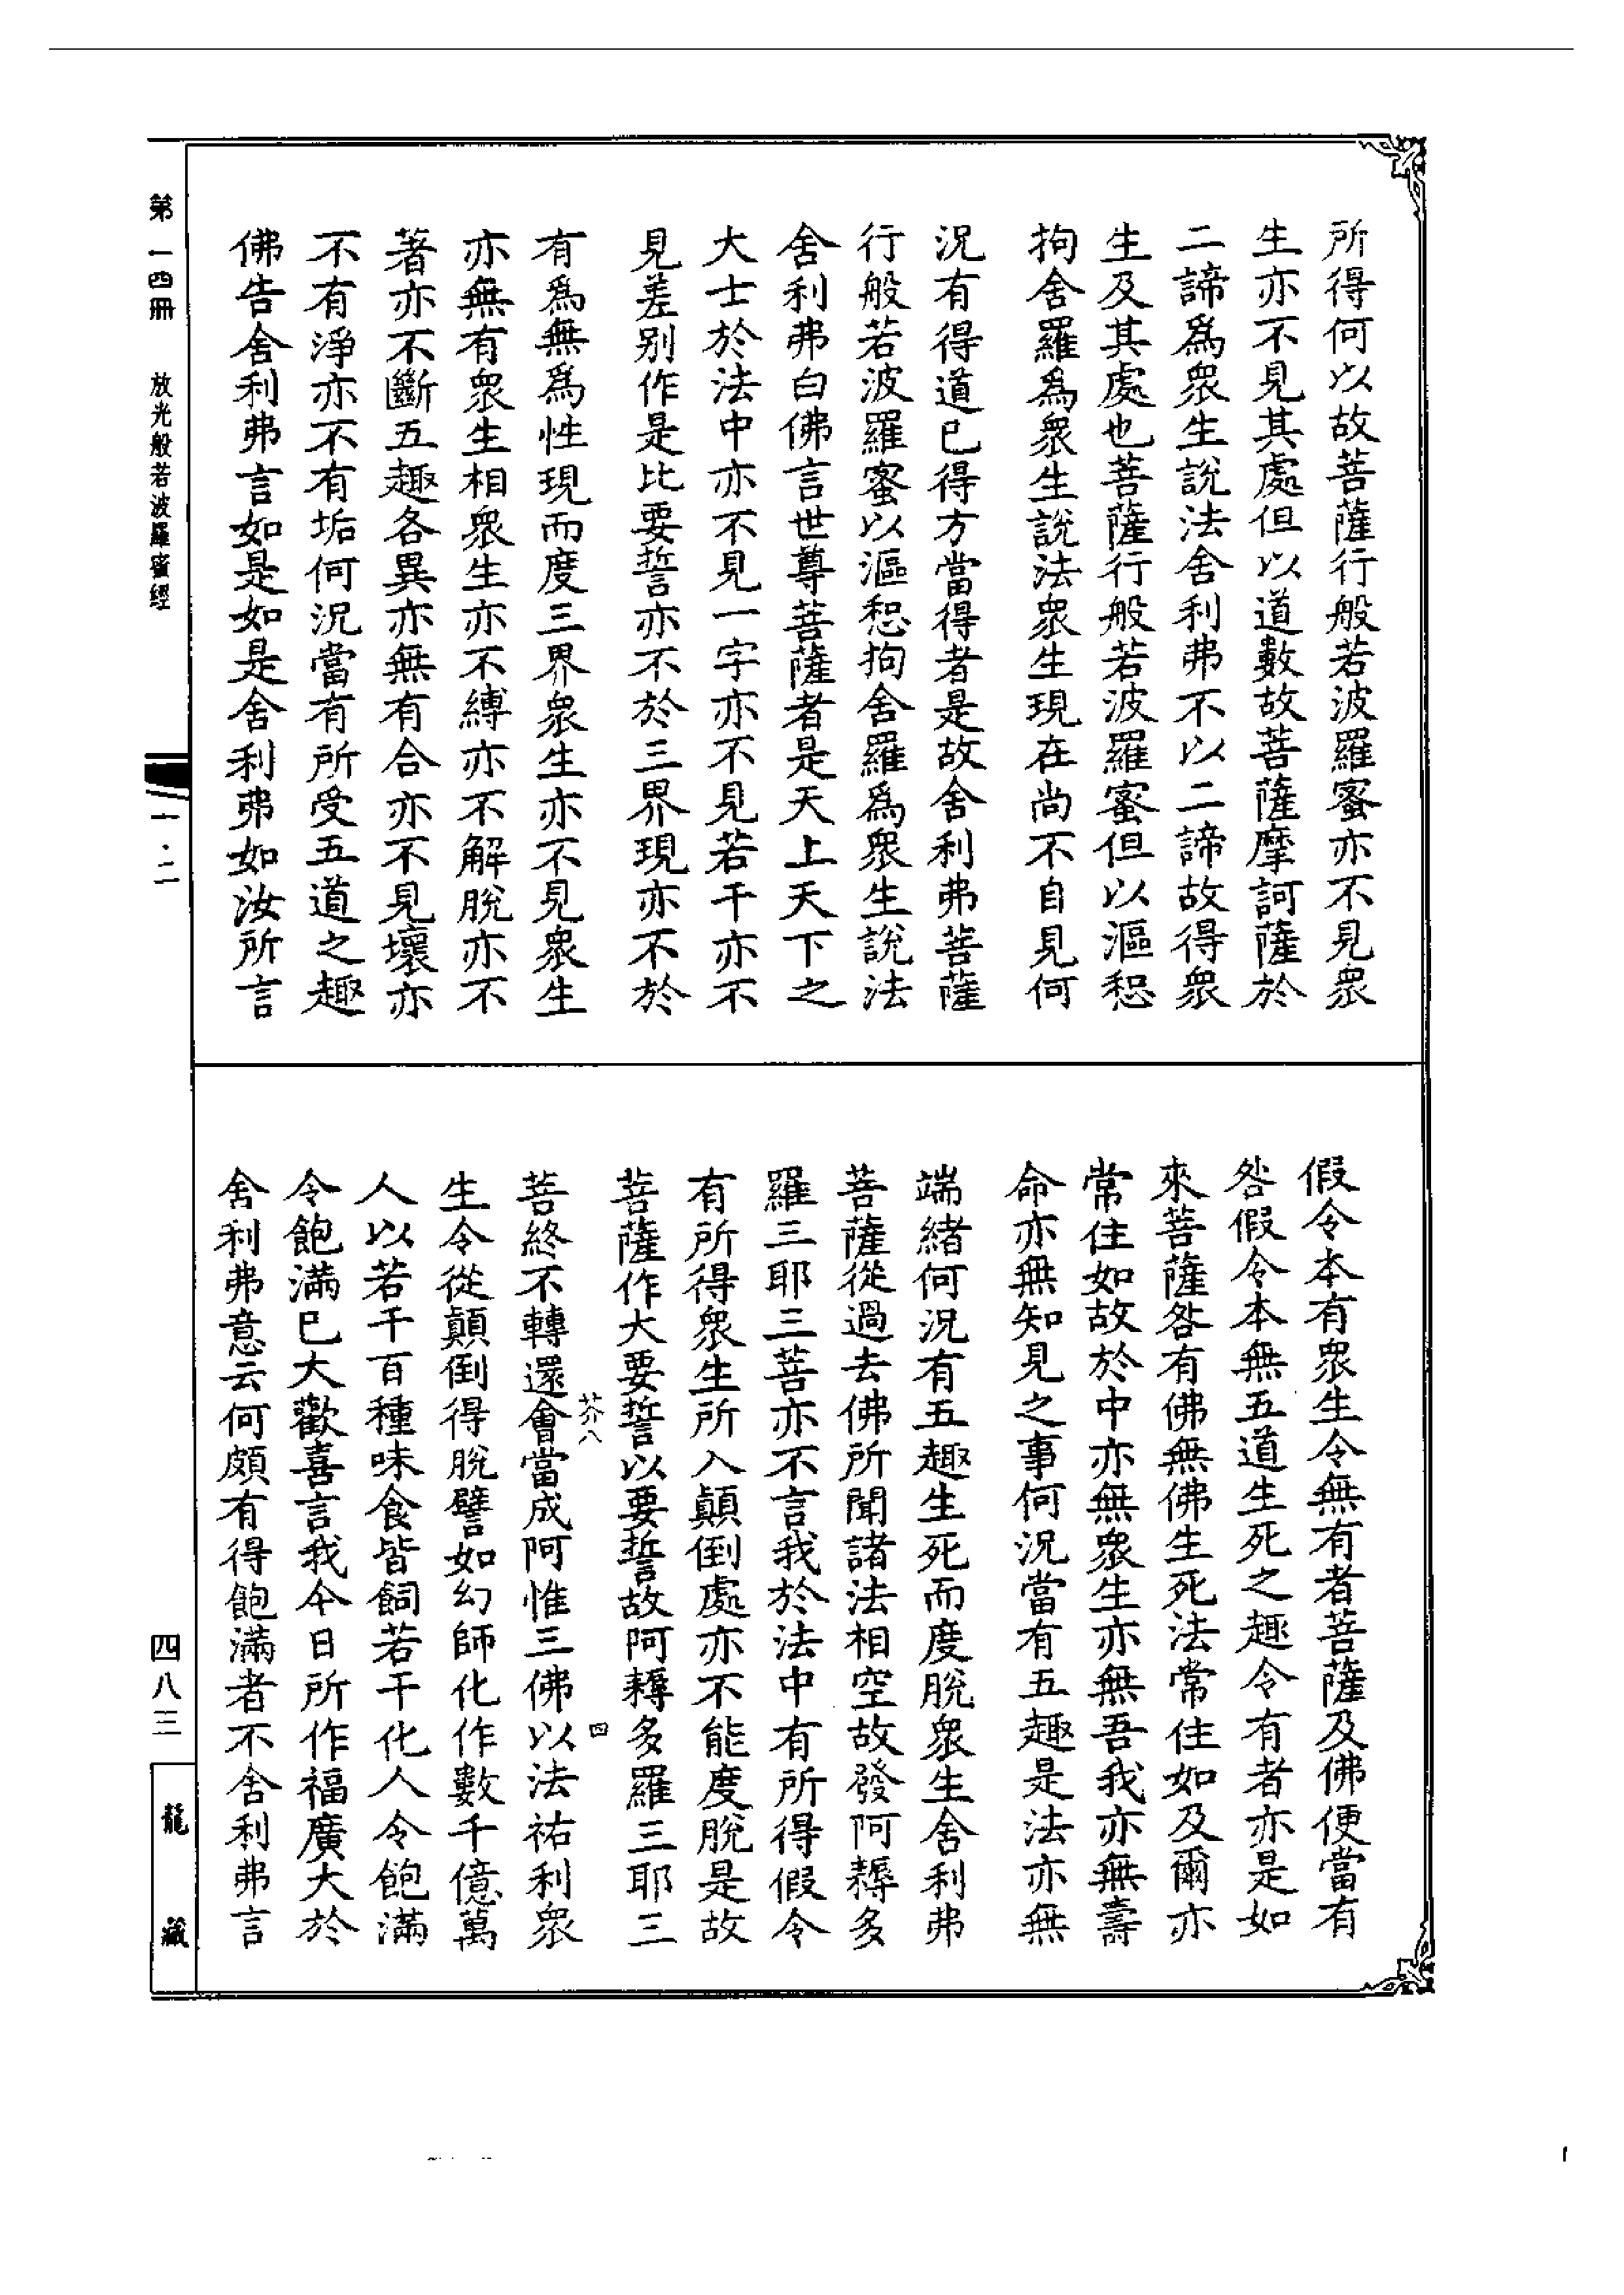 所得何以故菩薩行般若波羅蜜亦不見衆
生亦不見其處但以道數故菩薩摩訶薩於
二諦爲衆生說法舍利弗不以二諦故得衆
生及其處也菩薩行般若波羅蜜但以漚惒
拘舍羅爲衆生說法衆生現在尚不自見何
況有得道已得方當得者是故舍利弗菩薩
行般若波羅蜜以漚惒拘舍羅爲衆生說法
舍利弗白佛言世尊菩薩者是天上天下之
大士於法中亦不見一字亦不見若干亦不
見差别作是比要誓亦不於三界現亦不於
有爲無爲性現而度三界衆生亦不見衆生
亦無有衆生相衆生亦不縛亦不解脫亦不
著亦不斷五趣各異亦無有合亦不見壞亦
不有淨亦不有垢何況當有所受五道之趣
佛告舍利弗言如是如是舍利弗如汝所言
假令本有衆生令無有者菩薩及佛便當有
咎假令本無五道生死之趣令有者亦是如
來菩薩咎有佛無佛生死法常住如及爾亦
常住如故於中亦無衆生亦無吾我亦無壽
命亦無知見之事何況當有五趣是法亦無
端緒何況有五趣生死而度脫衆生舍利弗
菩薩從過去佛所聞諸法相空故發阿耨多
羅三耶三菩亦不言我於法中有所得假令
有所得衆生所入顛倒處亦不能度脫是故
菩薩作大要誓以要誓故阿耨多羅三耶三
芥八 四
菩終不轉還會當成阿惟三佛以法祐利衆
生令從顛倒得脫譬如幻師化作數千億萬
人以若干百種味食皆飼若干化人令飽滿
令飽滿已大歡喜言我今日所作福廣大於
舍利弗意云何頗有得飽滿者不舍利弗言
第一四冊 放光般若波羅蜜經 一·二 四八三
龍藏